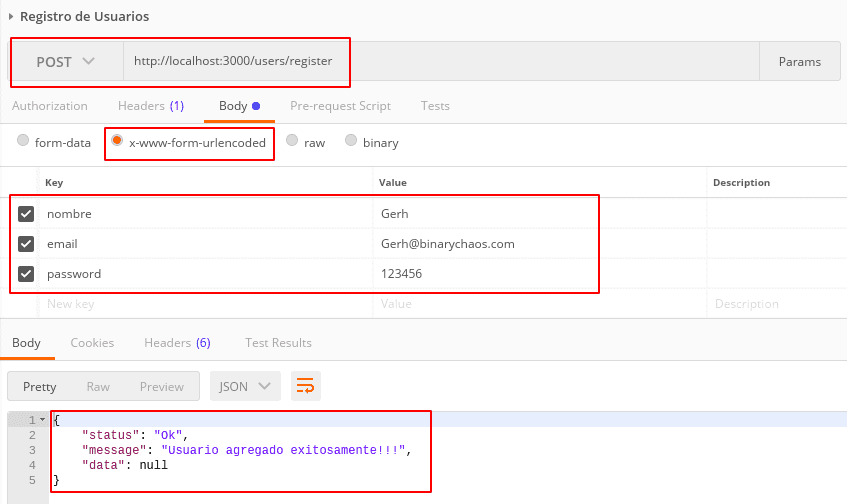 Registro de Usuarios
POST http://localhost:3000/users/register Params
Authorization Headers (1) Body Pre-request Script Tests
form-data x-www-form-urlencoded raw binary
Key Value Description
nombre Gerh
email Gerh@binarychaos.com
password 123456
New key Value Description
Body Cookies Headers (6) Test Results
Pretty Raw Preview JSON
1 {
2 "status": "Ok",
3 "message": "Usuario agregado exitosamente!!!",
4 "data": null
5 }